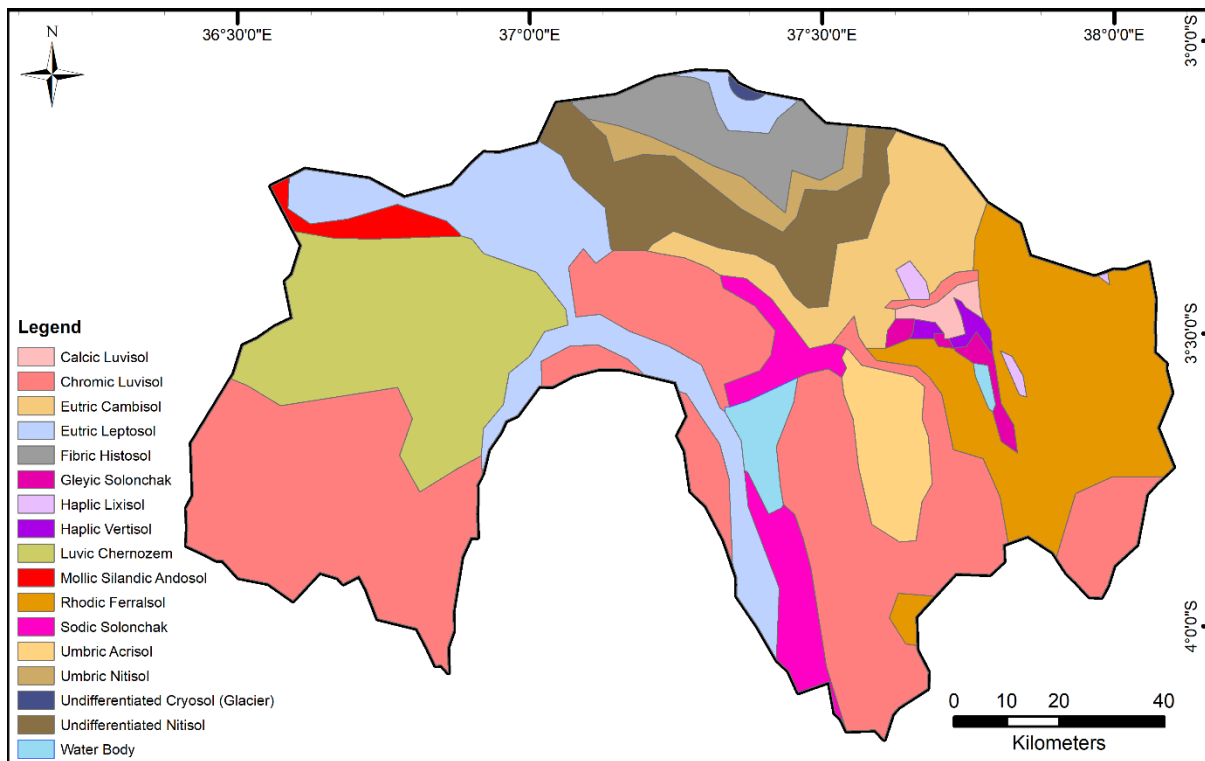 N
36°30'0"E
37°0'0"E
37°30'0"E
38°0'0"E
3°0'0"S
3°30'0"S
4°0'0"S
Legend
Calcic Luvisol
Chromic Luvisol
Eutric Cambisol
Eutric Leptosol
Fibric Histosol
Gleyic Solonchak
Haplic Lixisol
Haplic Vertisol
Luvic Chernozem
Mollic Silandic Andosol
Rhodic Ferralsol
Sodic Solonchak
Umbric Acrisol
Umbric Nitisol
Undifferentiated Cryosol (Glacier)
Undifferentiated Nitisol
Water Body
0 10 20 40
Kilometers